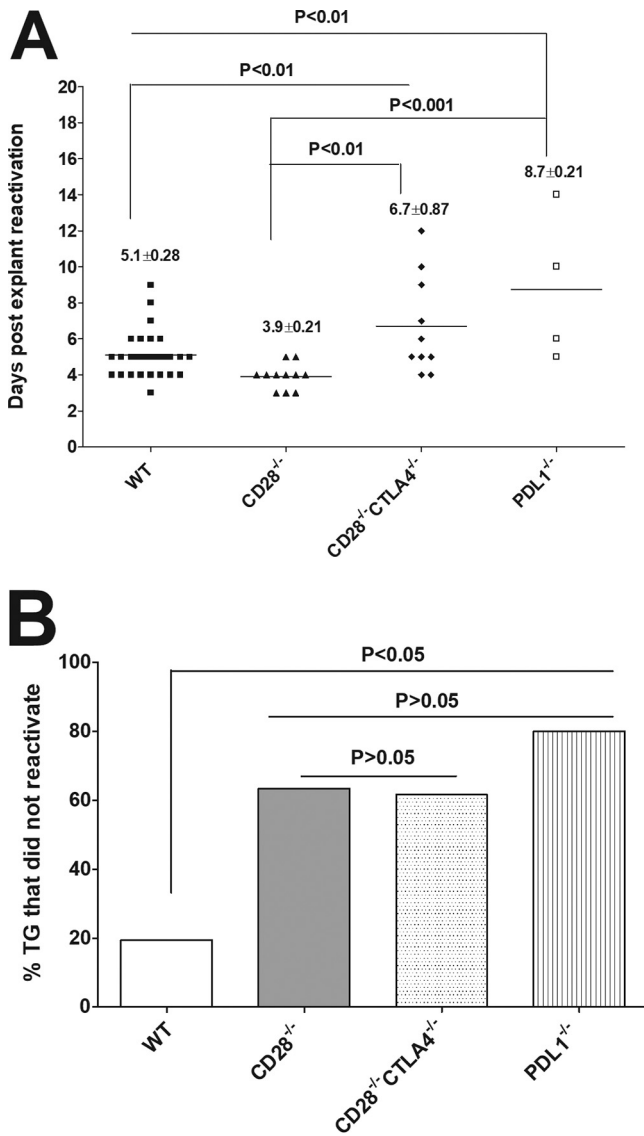 A
P<0.01
P<0.01
P<0.001
P<0.01
8.7±0.21
6.7±0.87
5.1±0.28
3.9±0.21
Days post explant reactivation
20
18
16
14
12
10
8
6
4
2
0
WT
CD28-/-
CD28-/-CTLA4-/-
PDL1-/-
B
P<0.05
P>0.05
P>0.05
% TG that did not reactivate
100
80
60
40
20
0
WT
CD28-/-
CD28-/-CTLA4-/-
PDL1-/-